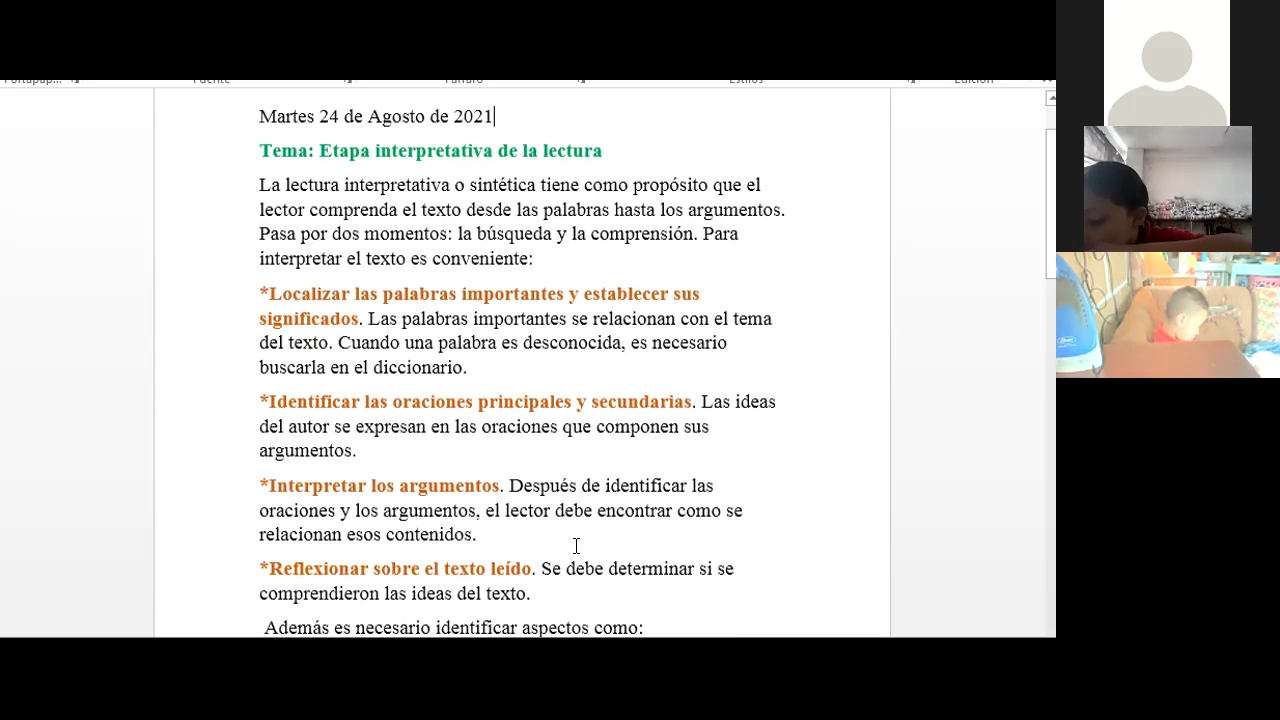 Martes 24 de Agosto de 2021
Tema: Etapa interpretativa de la lectura
La lectura interpretativa o sintética tiene como propósito que el
lector comprenda el texto desde las palabras hasta los argumentos.
Pasa por dos momentos: la búsqueda y la comprensión. Para
interpretar el texto es conveniente:
*Localizar las palabras importantes y establecer sus
significados. Las palabras importantes se relacionan con el tema
del texto. Cuando una palabra es desconocida, es necesario
buscarla en el diccionario.
*Identificar las oraciones principales y secundarias. Las ideas
del autor se expresan en las oraciones que componen sus
argumentos.
*Interpretar los argumentos. Después de identificar las
oraciones y los argumentos, el lector debe encontrar como se
relacionan esos contenidos.
*Reflexionar sobre el texto leído. Se debe determinar si se
comprendieron las ideas del texto.
Además es necesario identificar aspectos como: